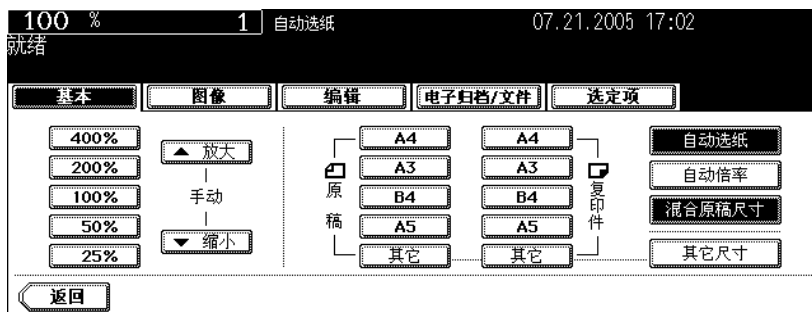 100 % 1 自动选纸 07.21.2005 17:02
就绪
基本 图像 编辑 电子归档/文件 选定项
400% 放大 A4 A4 自动选纸
200% A3 A3 自动倍率
100% 手动 原稿 B4 B4 复印件 混合原稿尺寸
50% 缩小 A5 A5
25% 其它 其它 其它尺寸
返回